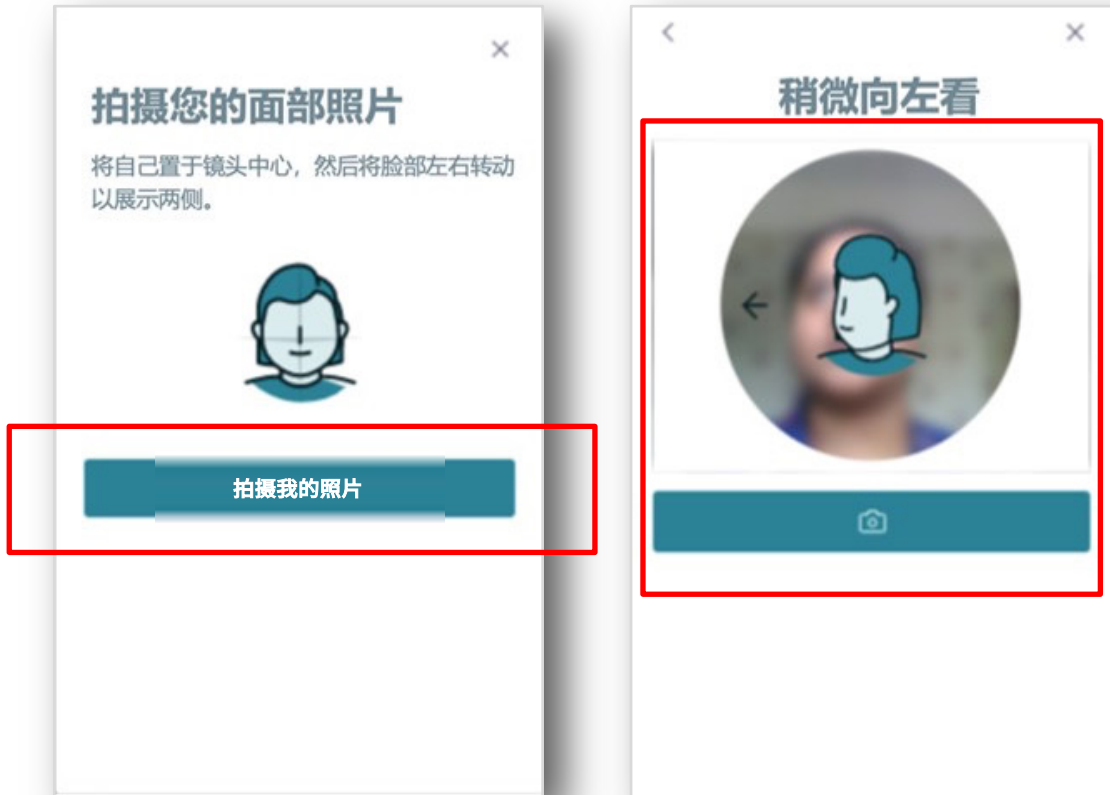 拍摄您的面部照片
将自己置于镜头中心，然后将脸部左右转动
以展示两侧。
拍摄我的照片
稍微向左看